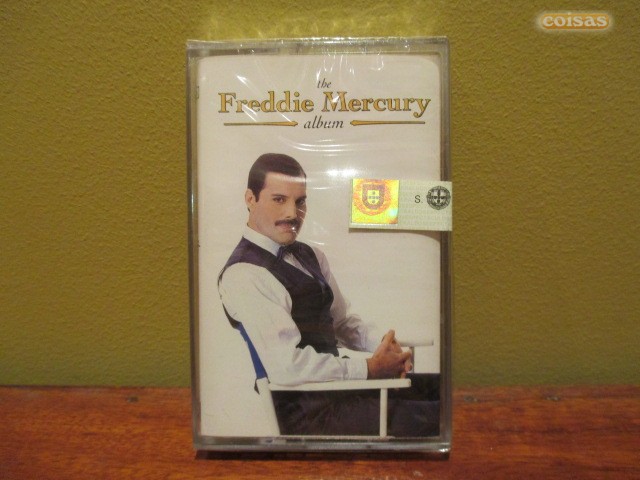 coisas
the
Freddie Mercury
album
S.